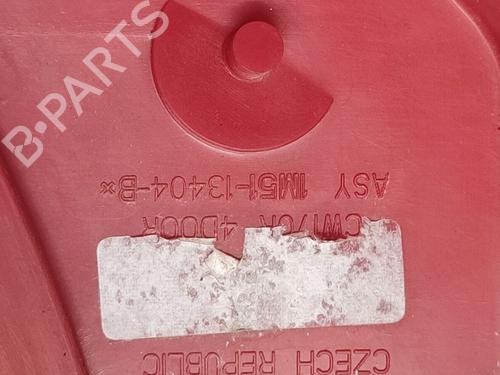 B-PARTS
CZECH REPUBLIC
4DOOR
ASY 1M51-13404-B*